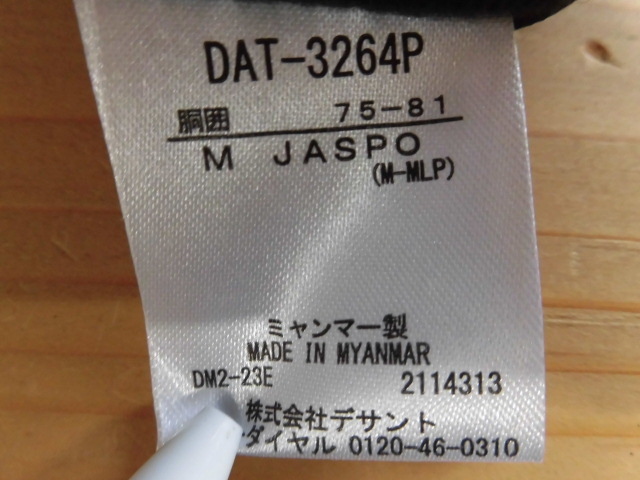 DAT-3264P
胴囲 75-81
M JASPO
(M-MLP)
ミャンマー製
MADE IN MYANMAR
DM2-23E 2114313
株式会社デサント
ダイヤル 0120-46-0310